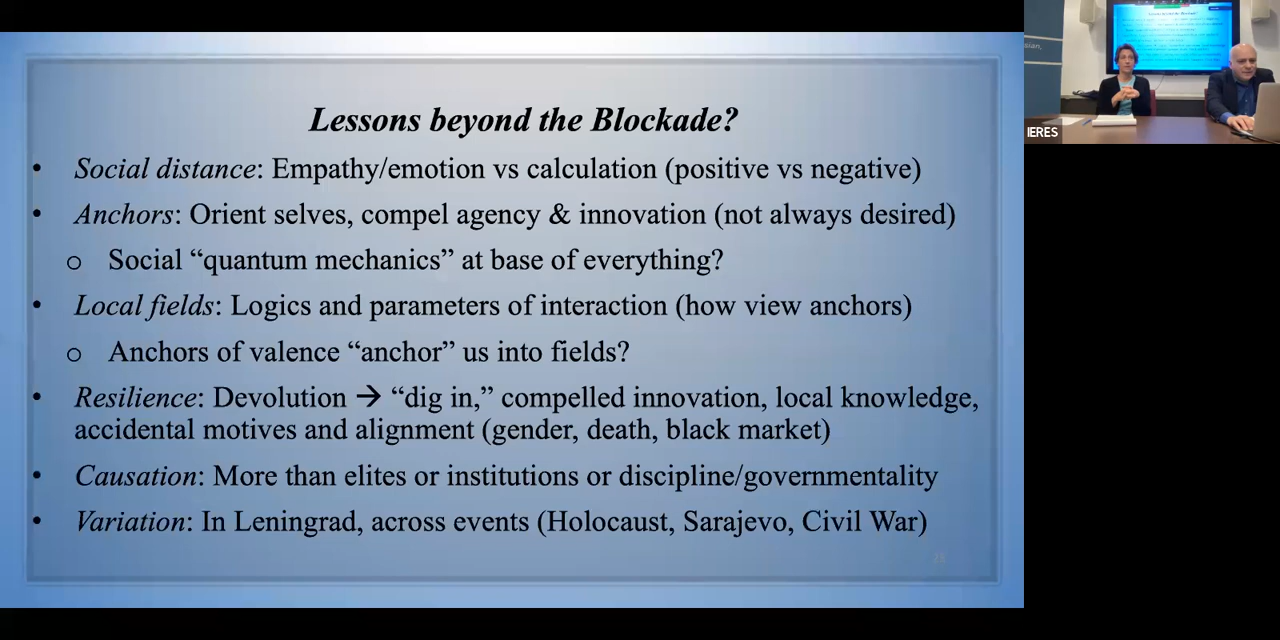 Lessons beyond the Blockade?
• Social distance: Empathy/emotion vs calculation (positive vs negative)
• Anchors: Orient selves, compel agency & innovation (not always desired)
o Social “quantum mechanics” at base of everything?
• Local fields: Logics and parameters of interaction (how view anchors)
o Anchors of valence “anchor” us into fields?
• Resilience: Devolution → “dig in,” compelled innovation, local knowledge,
accidental motives and alignment (gender, death, black market)
• Causation: More than elites or institutions or discipline/governmentality
• Variation: In Leningrad, across events (Holocaust, Sarajevo, Civil War)
IERES